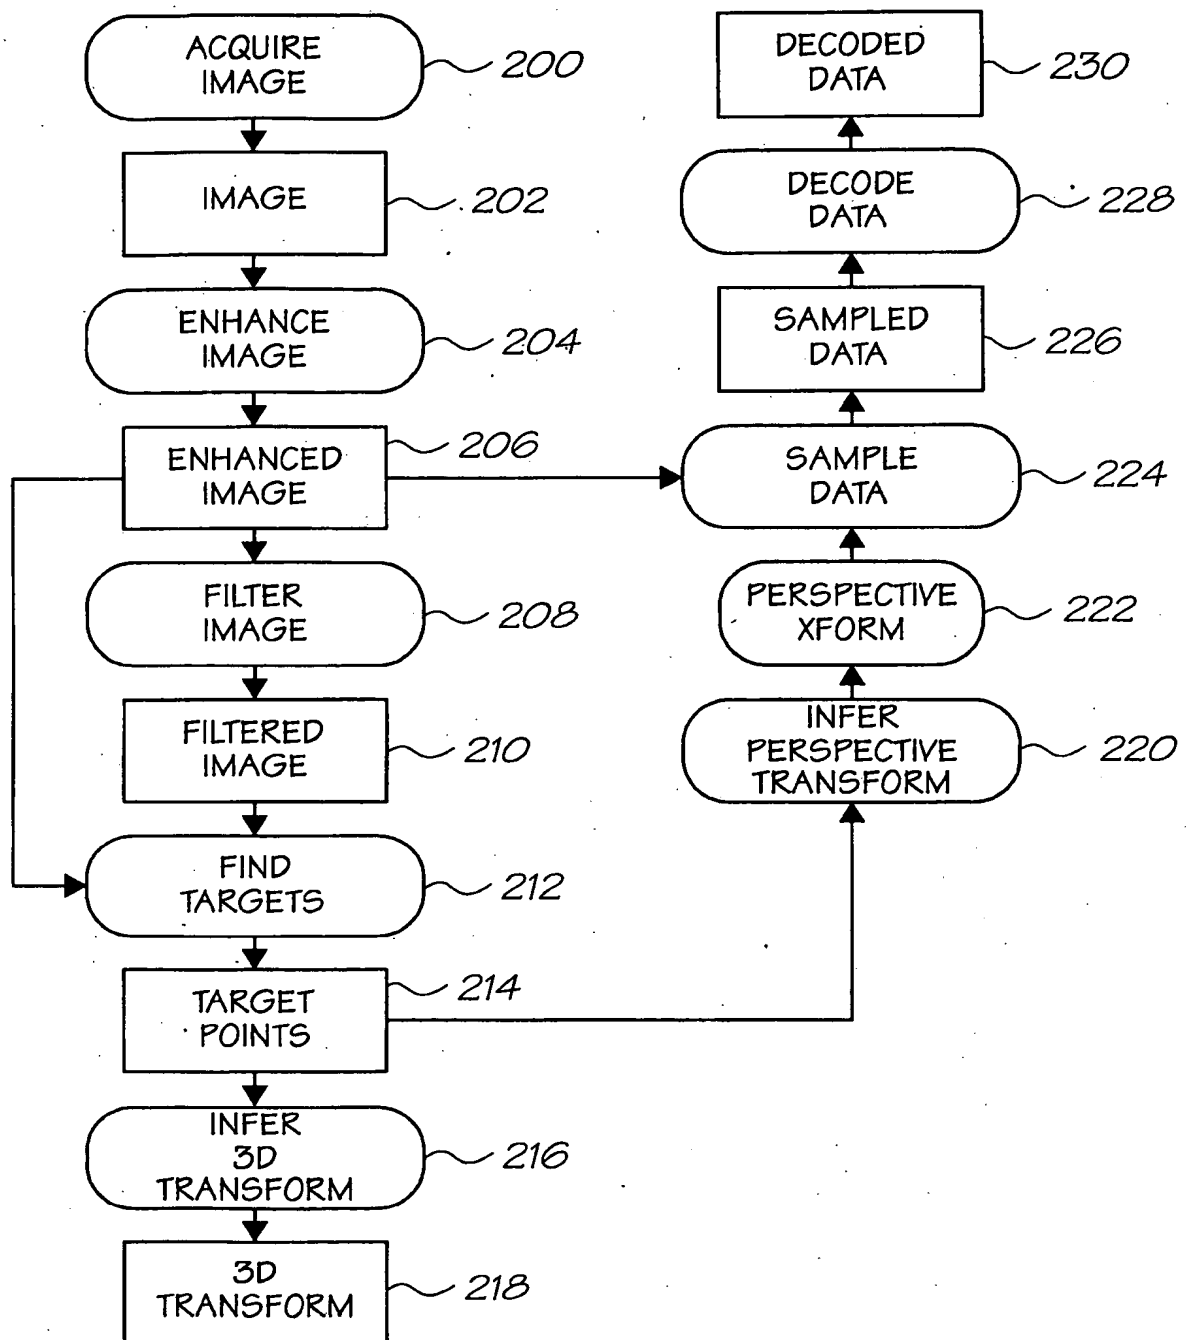 ACQUIRE
IMAGE
200
IMAGE
202
ENHANCE
IMAGE
204
ENHANCED
IMAGE
206
FILTER
IMAGE
208
FILTERED
IMAGE
210
FIND
TARGETS
212
TARGET
POINTS
214
INFER
3D
TRANSFORM
216
3D
TRANSFORM
218
DECODED
DATA
230
DECODE
DATA
228
SAMPLED
DATA
226
SAMPLE
DATA
224
PERSPECTIVE
XFORM
222
INFER
PERSPECTIVE
TRANSFORM
220